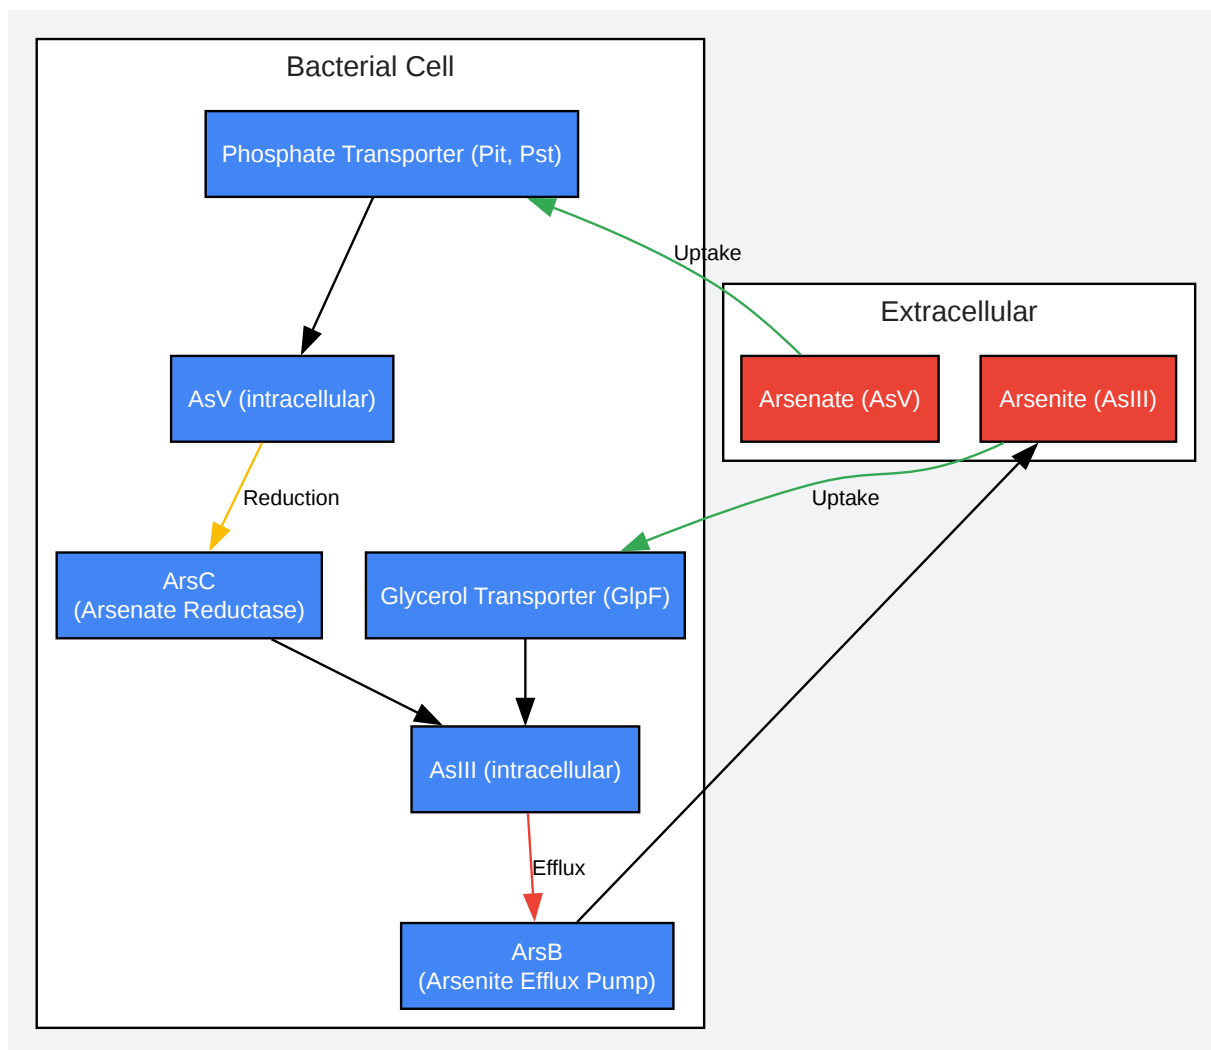 Bacterial Cell
Phosphate Transporter (Pit, Pst)
Uptake
Extracellular
AsV (intracellular)
Arsenate (AsV)
Arsenite (AsIII)
Reduction
Uptake
ArsC
(Arsenate Reductase)
Glycerol Transporter (GlpF)
AsIII (intracellular)
Efflux
ArsB
(Arsenite Efflux Pump)